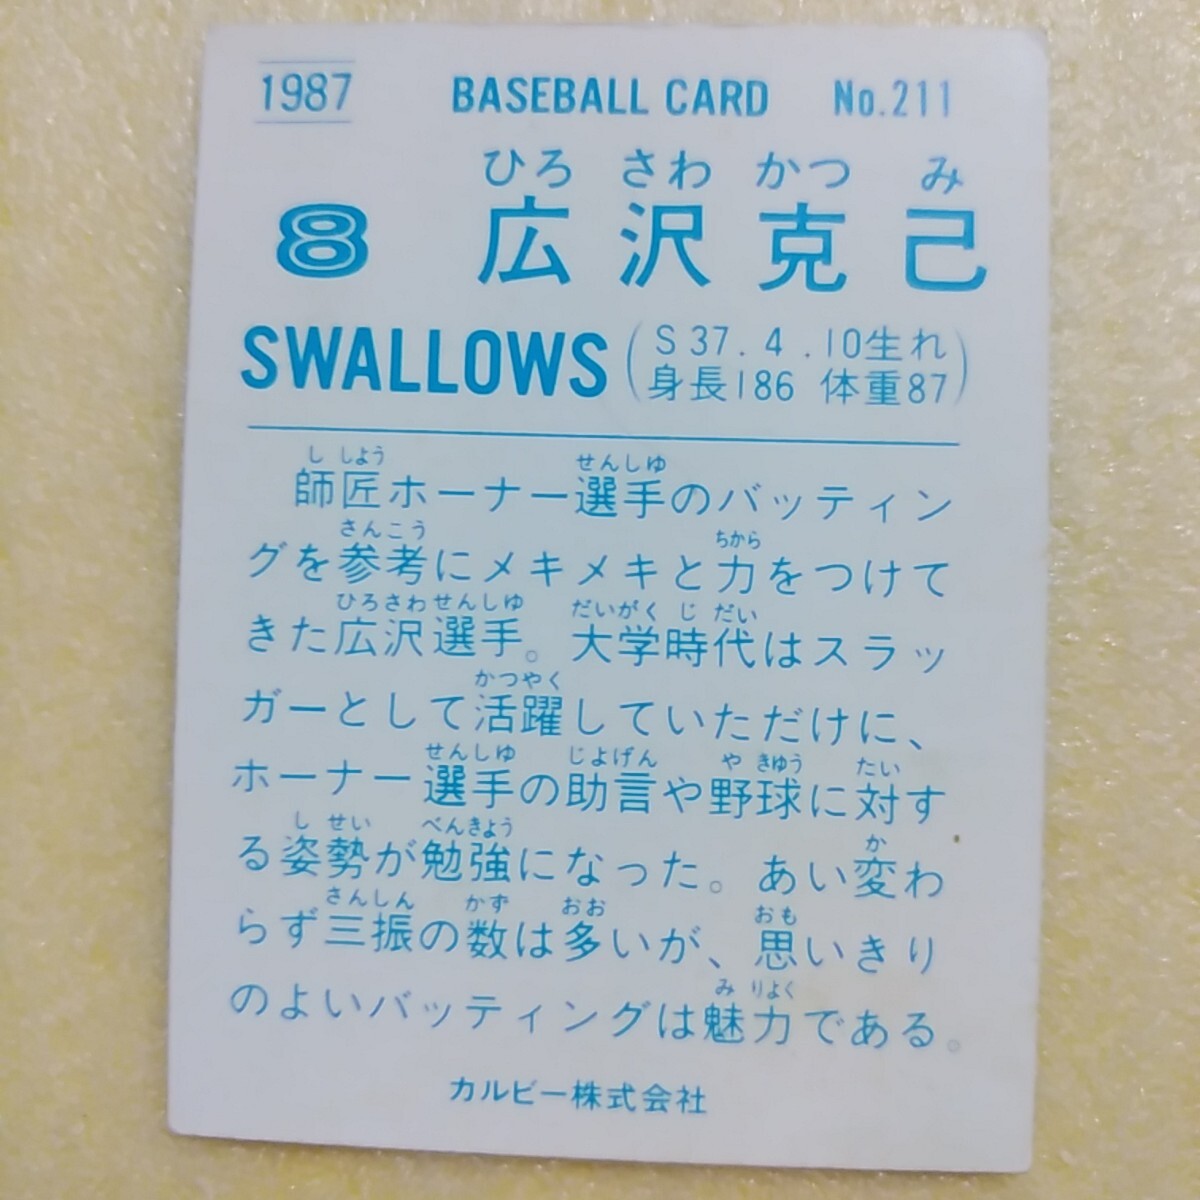 1987 BASEBALL CARD No.211
ひろ さわ かつ み
8 広沢克己
SWALLOWS (S37.4.10生れ
身長186 体重87)
し しよう せんしゆ
師匠ホーナー選手のバッティン
さんこう ちから
グを参考にメキメキと力をつけて
ひろさわせんしゆ だいがく じ だい
きた広沢選手。大学時代はスラッ
かつやく
ガーとして活躍していただけに、
せんしゆ じよげん や きゆう たい
ホーナー選手の助言や野球に対す
し せい べんきよう か
る姿勢が勉強になった。あい変わ
さんしん かず おお おも
らず三振の数は多いが、思いきり
み りよく
のよいバッティングは魅力である。
カルビー株式会社